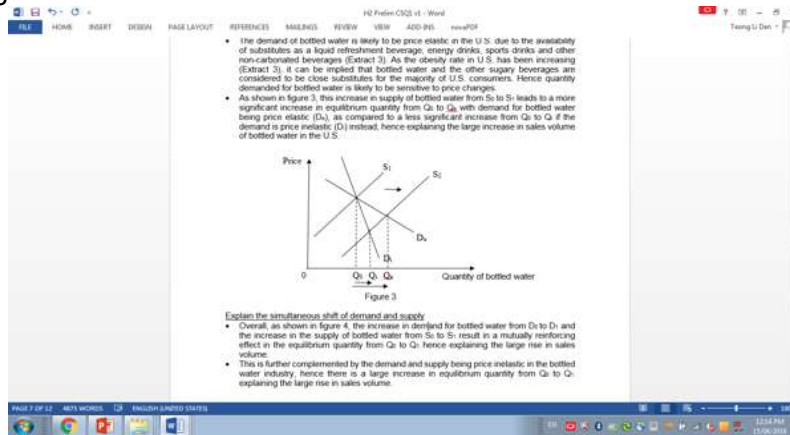 H2 Prelim CSQ1 v1 - Word
FILE HOME INSERT DESIGN PAGE LAYOUT REFERENCES MAILINGS REVIEW VIEW ADD-INS novaPDF Teong Li Dan
• The demand of bottled water is likely to be price elastic in the U.S. due to the availability
of substitutes as a liquid refreshment beverage, energy drinks, sports drinks and other
non-carbonated beverages (Extract 3). As the obesity rate in U.S. has been increasing
(Extract 3), it can be implied that bottled water and the other sugary beverages are
considered to be close substitutes for the majority of U.S. consumers. Hence quantity
demanded for bottled water is likely to be sensitive to price changes.
• As shown in figure 3, this increase in supply of bottled water from S₀ to S₁ leads to a more
significant increase in equilibrium quantity from Q₀ to Qₑ with demand for bottled water
being price elastic (Dₑ), as compared to a less significant increase from Q₀ to Qᵢ if the
demand is price inelastic (Dᵢ) instead, hence explaining the large increase in sales volume
of bottled water in the U.S.
Price
S₁
S₂
Dₑ
Dᵢ
0 Q₀ Qᵢ Qₑ Quantity of bottled water
Figure 3
Explain the simultaneous shift of demand and supply
• Overall, as shown in figure 4, the increase in demand for bottled water from D₀ to D₁ and
the increase in the supply of bottled water from S₀ to S₁ result in a mutually reinforcing
effect in the equilibrium quantity from Q₀ to Q₁ hence explaining the large rise in sales
volume.
• This is further complemented by the demand and supply being price inelastic in the bottled
water industry, hence there is a large increase in equilibrium quantity from Q₀ to Q₁
explaining the large rise in sales volume.
PAGE 7 OF 12 4873 WORDS ENGLISH (UNITED STATES)
12:54 PM